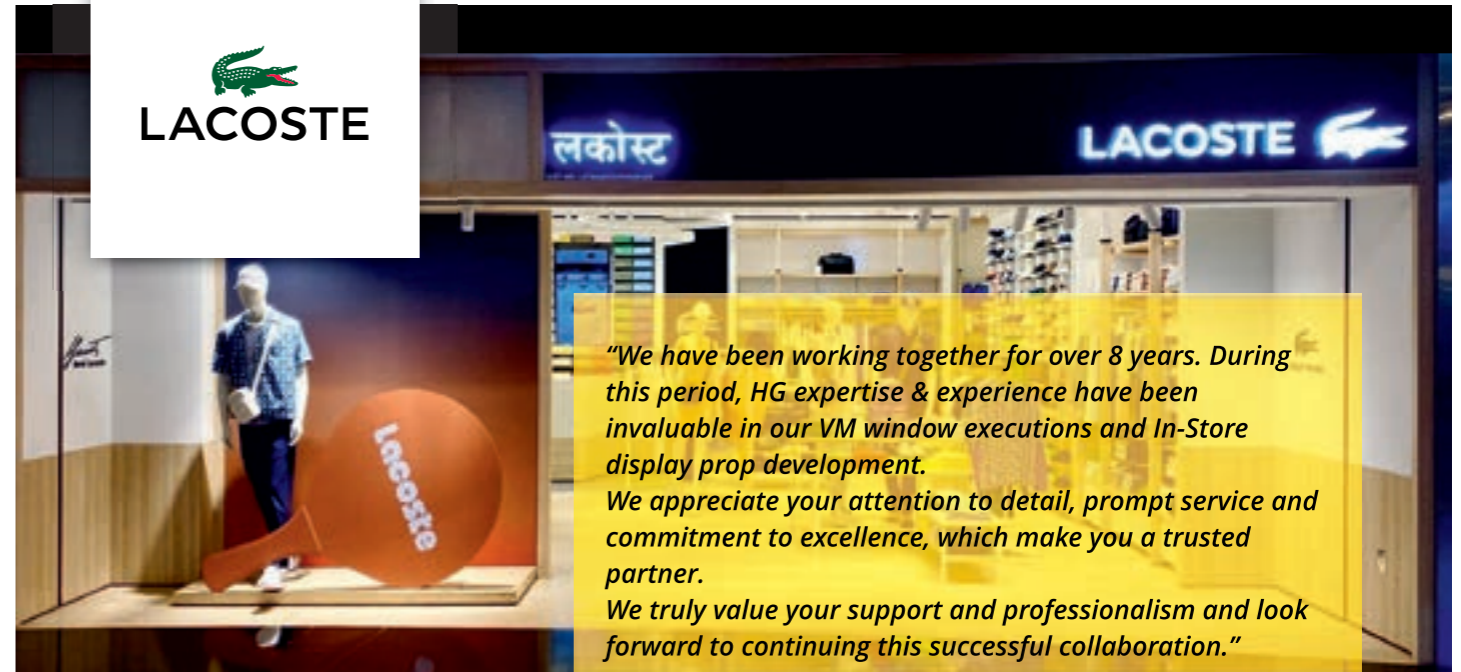 LACOSTE
लकोस्ट
LACOSTE
Lacoste
“We have been working together for over 8 years. During
this period, HG expertise & experience have been
invaluable in our VM window executions and In-Store
display prop development.
We appreciate your attention to detail, prompt service and
commitment to excellence, which make you a trusted
partner.
We truly value your support and professionalism and look
forward to continuing this successful collaboration.”